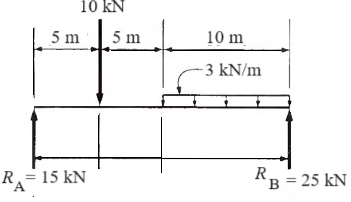 10 kN
5 m 5 m 10 m
3 kN/m
R_A = 15 kN R_B = 25 kN